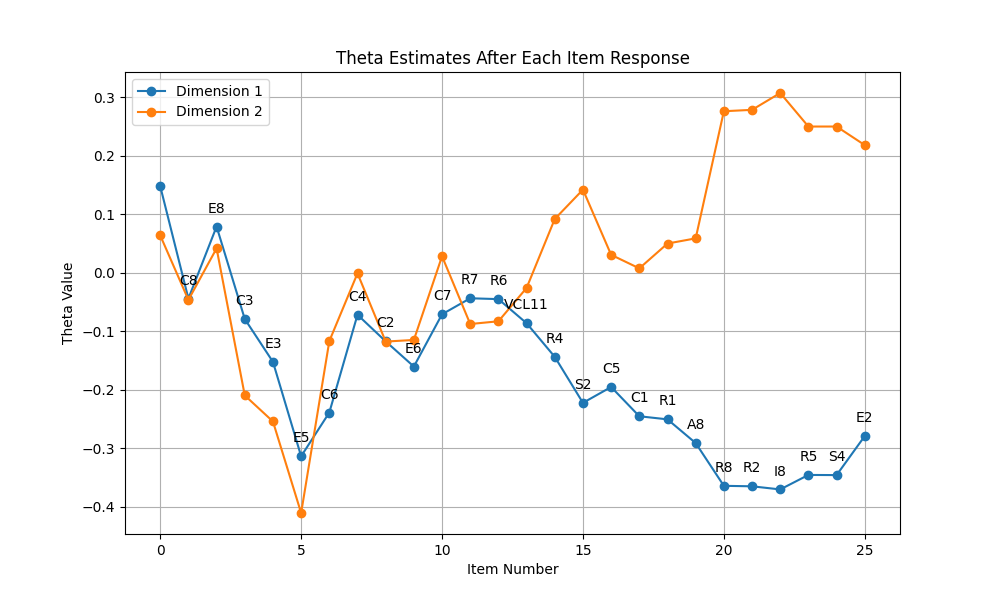 Theta Estimates After Each Item Response
Dimension 1
Dimension 2
Theta Value
0.3
0.2
0.1
0.0
−0.1
−0.2
−0.3
−0.4
C8
E8
C3
E3
E5
C6
C4
C2
E6
C7
R7
R6
VCL11
R4
S2
C5
C1
R1
A8
R8
R2
I8
R5
S4
E2
0
5
10
15
20
25
Item Number